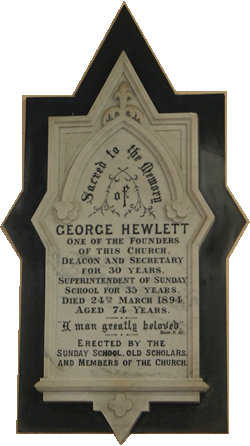 Sacred to the Memory
of
GEORGE HEWLETT
ONE OF THE FOUNDERS
OF THIS CHURCH,
DEACON AND SECRETARY
FOR 30 YEARS,
SUPERINTENDENT OF SUNDAY
SCHOOL FOR 35 YEARS.
DIED 24TH MARCH 1894,
AGED 74 YEARS.
"A man greatly beloved."
ERECTED BY THE
SUNDAY SCHOOL, OLD SCHOLARS,
AND MEMBERS OF THE CHURCH.